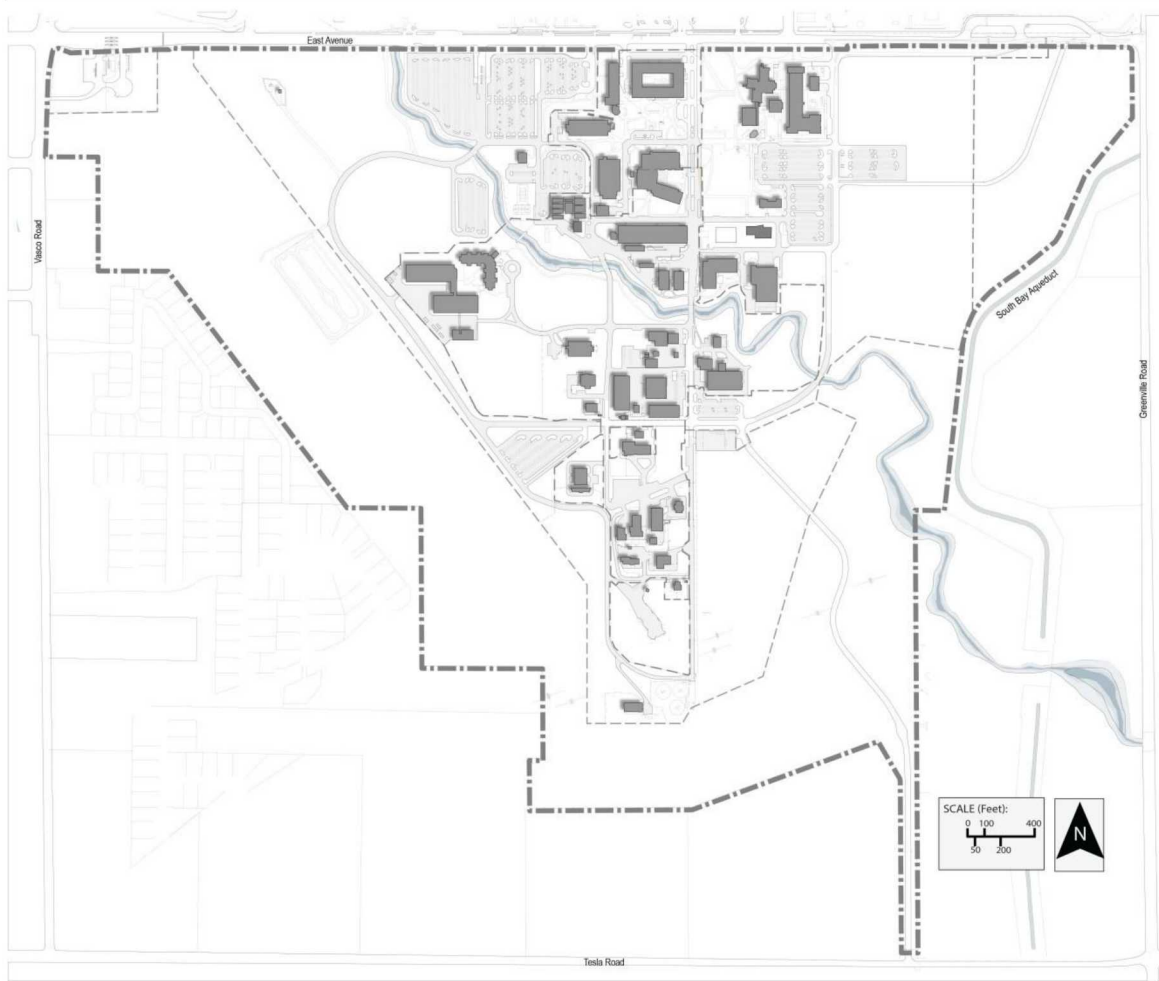 East Avenue
Vasco Road
South Bay Aqueduct
Greenville Road
SCALE (Feet):
0 100 400
50 200
N
Tesla Road